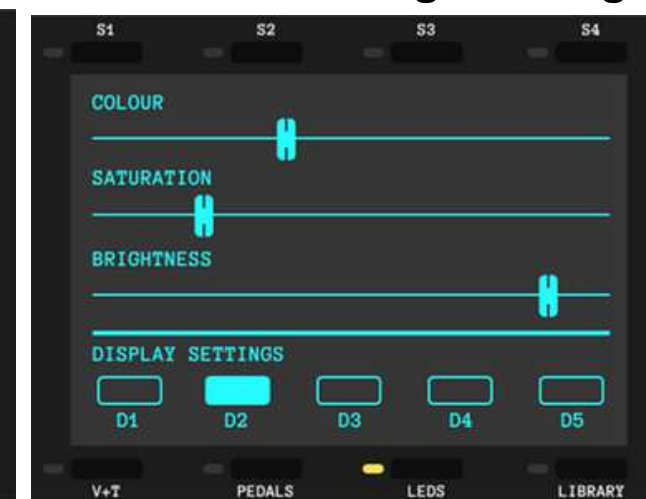 S1 S2 S3 S4
COLOUR
SATURATION
BRIGHTNESS
DISPLAY SETTINGS
D1 D2 D3 D4 D5
V+T PEDALS LEDS LIBRARY